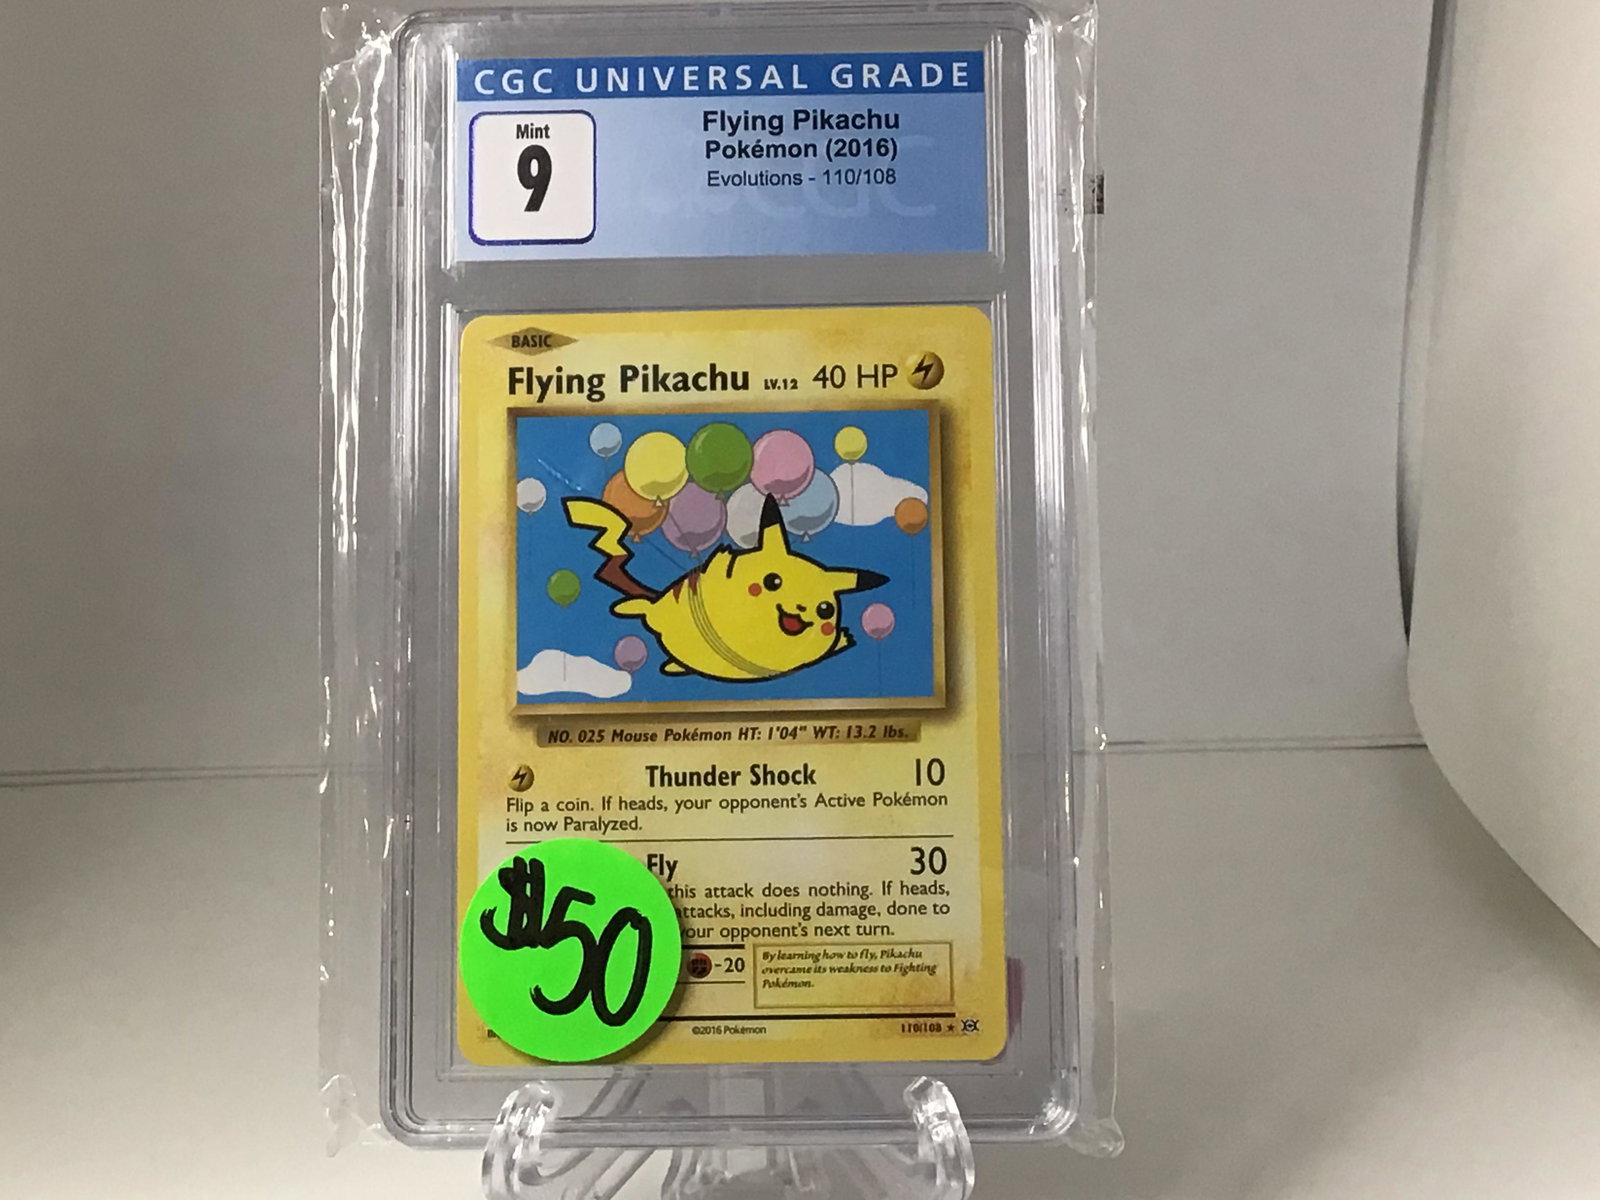 CGC UNIVERSAL GRADE
Mint
9
Flying Pikachu
Pokémon (2016)
Evolutions - 110/108
BASIC
Flying Pikachu LV.12 40 HP
NO. 025 Mouse Pokémon HT: 1'04" WT: 13.2 lbs.
Thunder Shock 10
Flip a coin. If heads, your opponent's Active Pokémon
is now Paralyzed.
Fly 30
this attack does nothing. If heads,
attacks, including damage, done to
your opponent's next turn.
-20
By learning how to fly, Pikachu
overcame its weakness to Fighting
Pokémon.
$50
©2016 Pokémon
110/108 ★